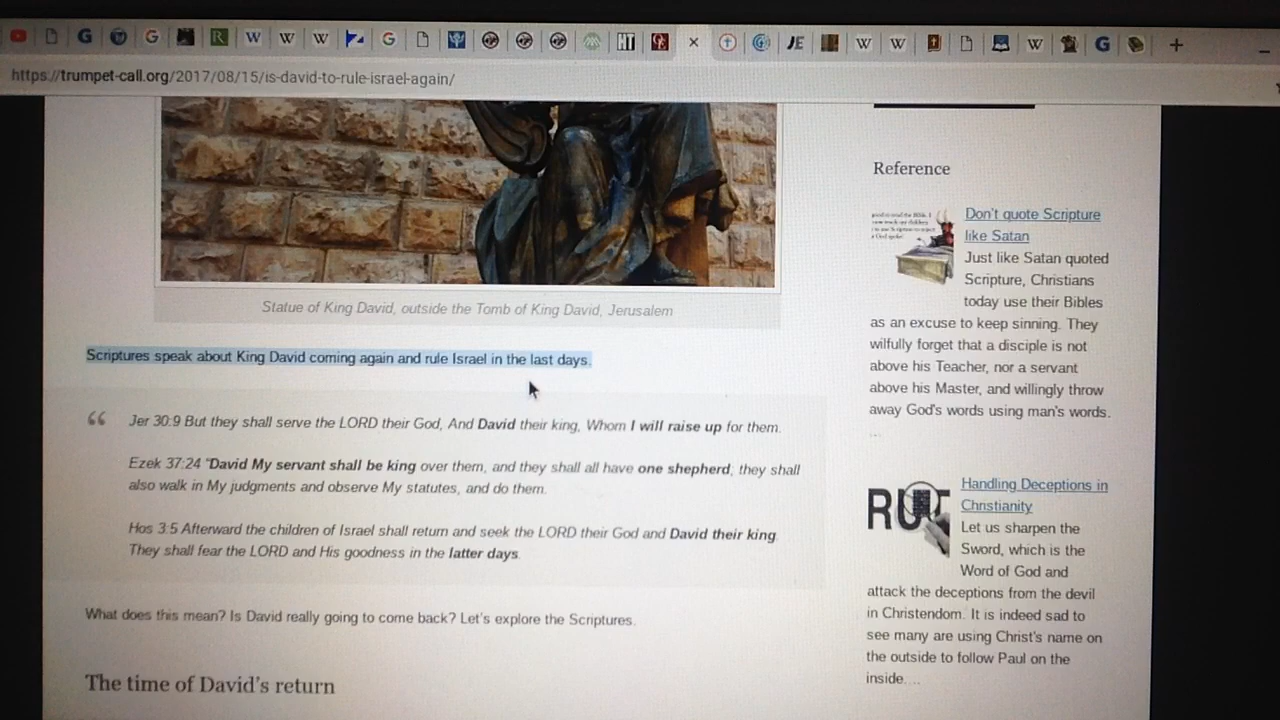 https://trumpet-call.org/2017/08/15/is-david-to-rule-israel-again/
Statue of King David, outside the Tomb of King David, Jerusalem
Scriptures speak about King David coming again and rule Israel in the last days.
“ Jer 30:9 But they shall serve the LORD their God, And David their king, Whom I will raise up for them.
Ezek 37:24 “David My servant shall be king over them, and they shall all have one shepherd; they shall
also walk in My judgments and observe My statutes, and do them.
Hos 3:5 Afterward the children of Israel shall return and seek the LORD their God and David their king.
They shall fear the LORD and His goodness in the latter days.
What does this mean? Is David really going to come back? Let's explore the Scriptures.
The time of David's return
Reference
Don't quote Scripture
like Satan
Just like Satan quoted
Scripture, Christians
today use their Bibles
as an excuse to keep sinning. They
wilfully forget that a disciple is not
above his Teacher, nor a servant
above his Master, and willingly throw
away God's words using man's words.
...
Handling Deceptions in
Christianity
Let us sharpen the
Sword, which is the
Word of God and
attack the deceptions from the devil
in Christendom. It is indeed sad to
see many are using Christ's name on
the outside to follow Paul on the
inside. ...